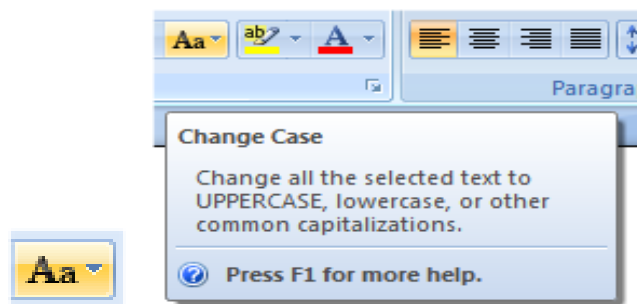 Aa
ab
A
Paragra
Change Case
Change all the selected text to
UPPERCASE, lowercase, or other
common capitalizations.
Press F1 for more help.
Aa